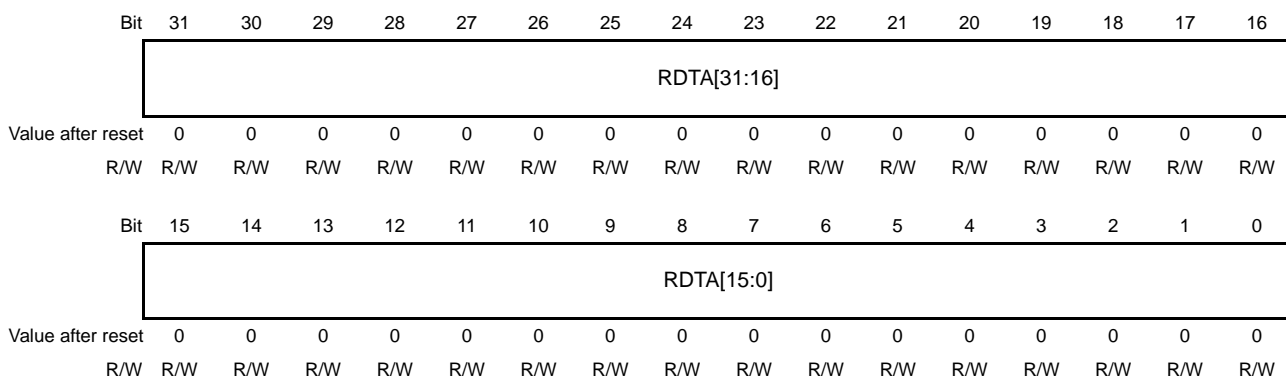 Bit 31 30 29 28 27 26 25 24 23 22 21 20 19 18 17 16
RDTA[31:16]
Value after reset 0 0 0 0 0 0 0 0 0 0 0 0 0 0 0 0
R/W R/W R/W R/W R/W R/W R/W R/W R/W R/W R/W R/W R/W R/W R/W R/W R/W
Bit 15 14 13 12 11 10 9 8 7 6 5 4 3 2 1 0
RDTA[15:0]
Value after reset 0 0 0 0 0 0 0 0 0 0 0 0 0 0 0 0
R/W R/W R/W R/W R/W R/W R/W R/W R/W R/W R/W R/W R/W R/W R/W R/W R/W